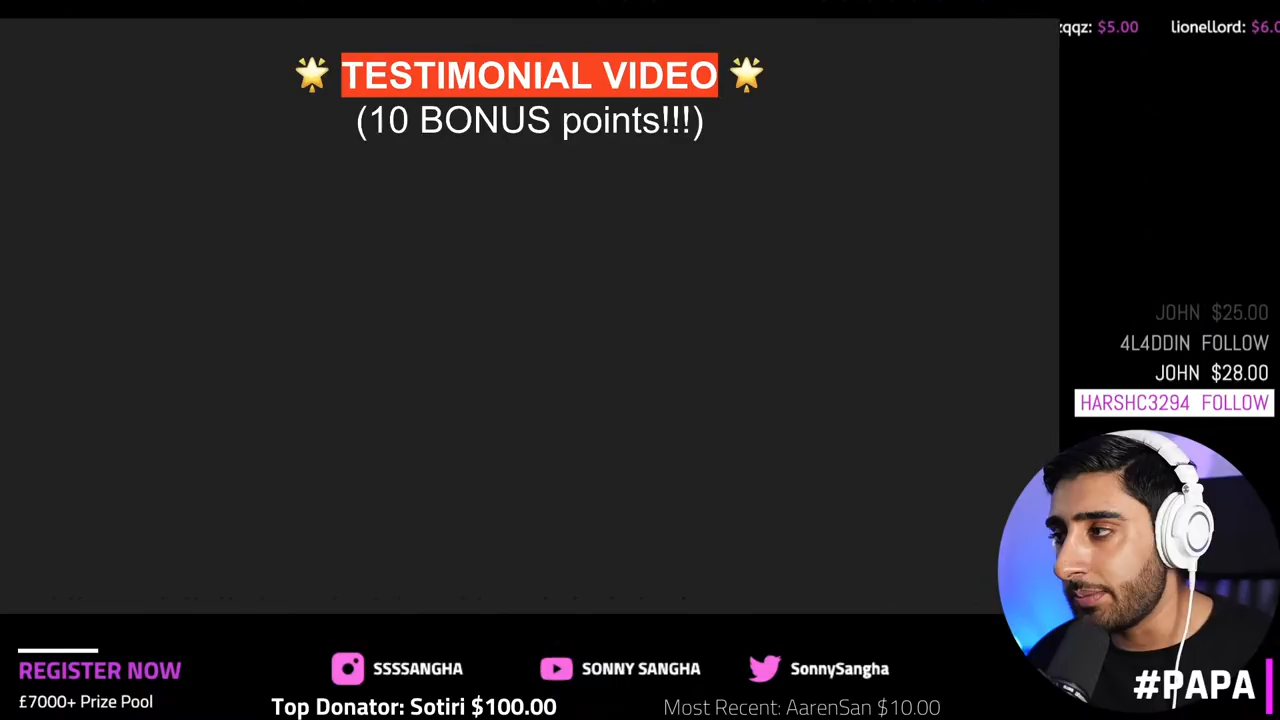 zqqz: $5.00 lionellord: $6.0
🌟 TESTIMONIAL VIDEO 🌟
(10 BONUS points!!!)
JOHN $25.00
4L4DDIN FOLLOW
JOHN $28.00
HARSHC3294 FOLLOW
REGISTER NOW
£7000+ Prize Pool
SSSSANGHA
SONNY SANGHA
SonnySangha
Top Donator: Sotiri $100.00
Most Recent: AarenSan $10.00
#PAPA